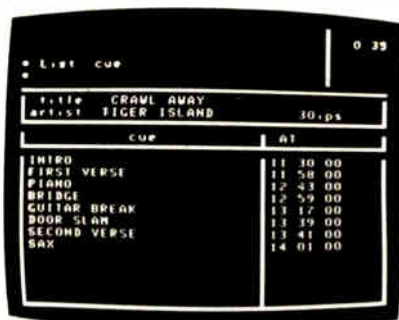 0 39
• List cue
•
title CRAWL AWAY
artist TIGER ISLAND 30ips
cue AT
INTRO 11 30 00
FIRST VERSE 11 58 00
PIANO 12 43 00
BRIDGE 12 59 00
GUITAR BREAK 13 17 00
DOOR SLAM 13 39 00
SECOND VERSE 13 41 00
SAX 14 01 00